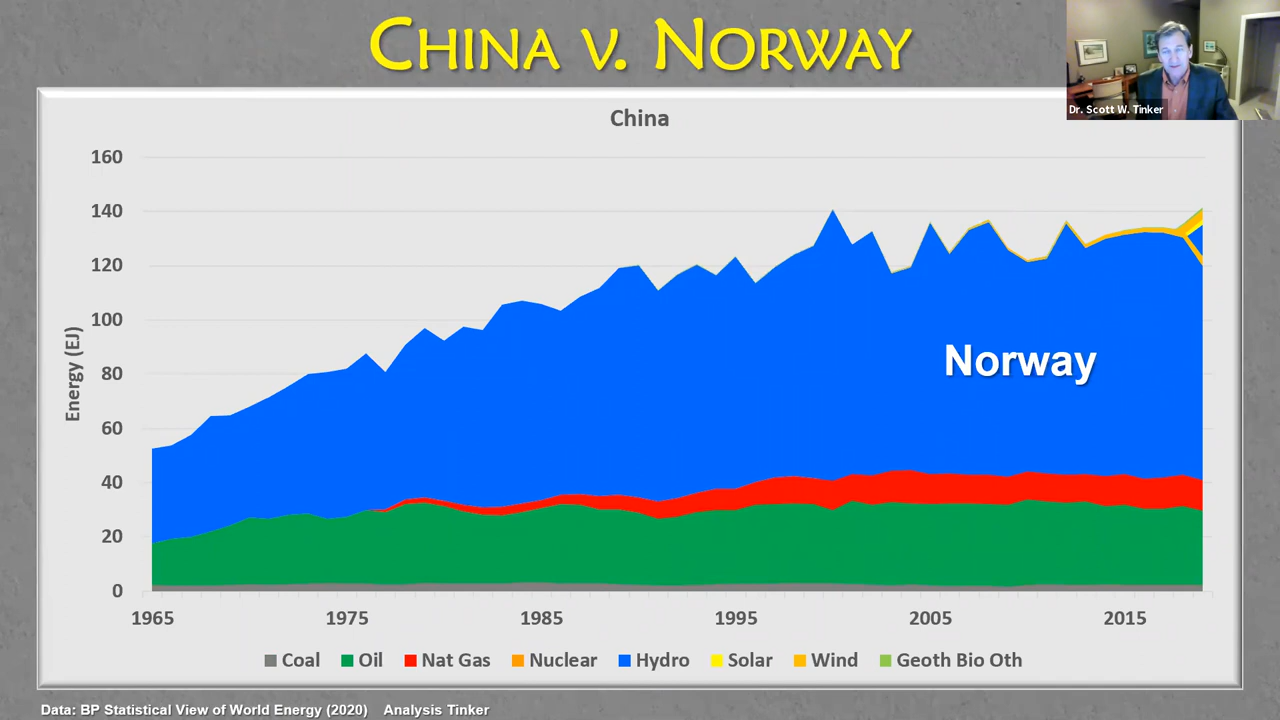 CHINA V. NORWAY
Dr. Scott W. Tinker
China
160
140
120
100
80
60
40
20
0
Energy (EJ)
Norway
1965 1975 1985 1995 2005 2015
Coal Oil Nat Gas Nuclear Hydro Solar Wind Geoth Bio Oth
Data: BP Statistical View of World Energy (2020) Analysis Tinker